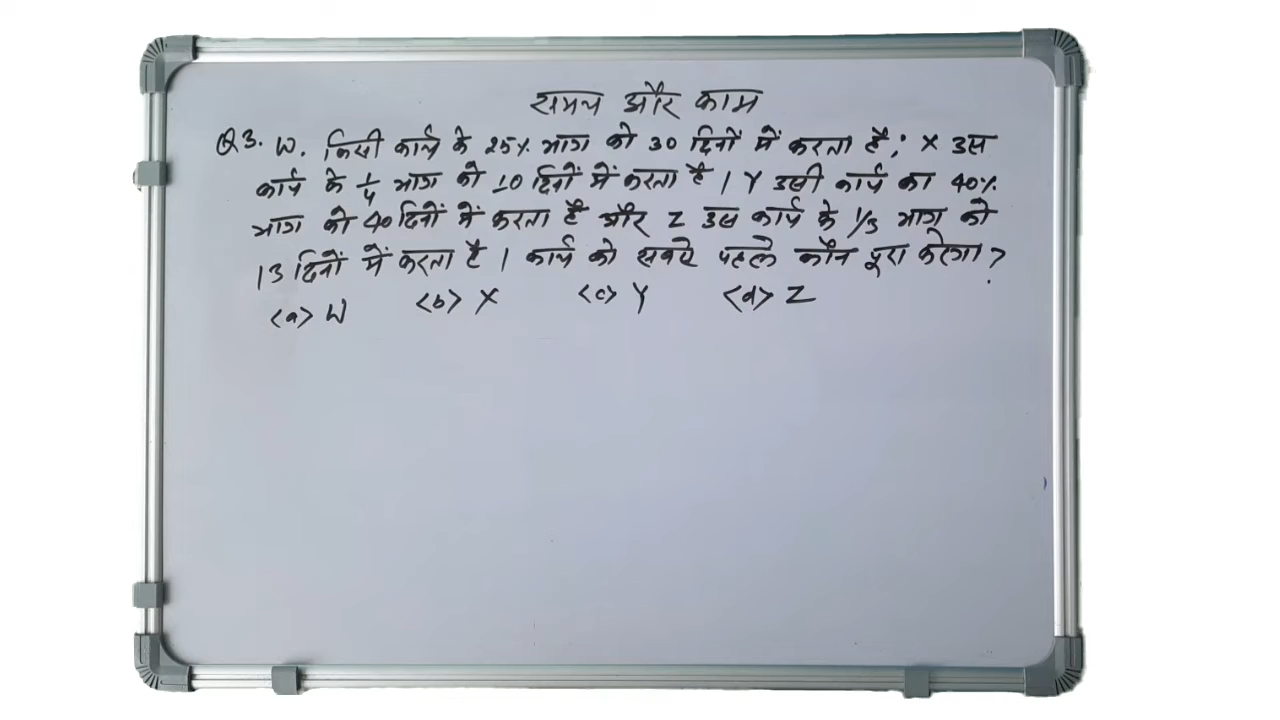 समय और काम
Q3. W. किसी कार्य के 25% भाग को 30 दिनों में करता है; X उस
कार्य के 1/4 भाग को 10 दिनों में करता है । Y उसी कार्य का 40%
भाग को 40 दिनों में करता है और Z उस कार्य के 1/3 भाग को
13 दिनों में करता है । कार्य को सबसे पहले कौन पूरा करेगा ?
<a> W <b> X <c> Y <d> Z